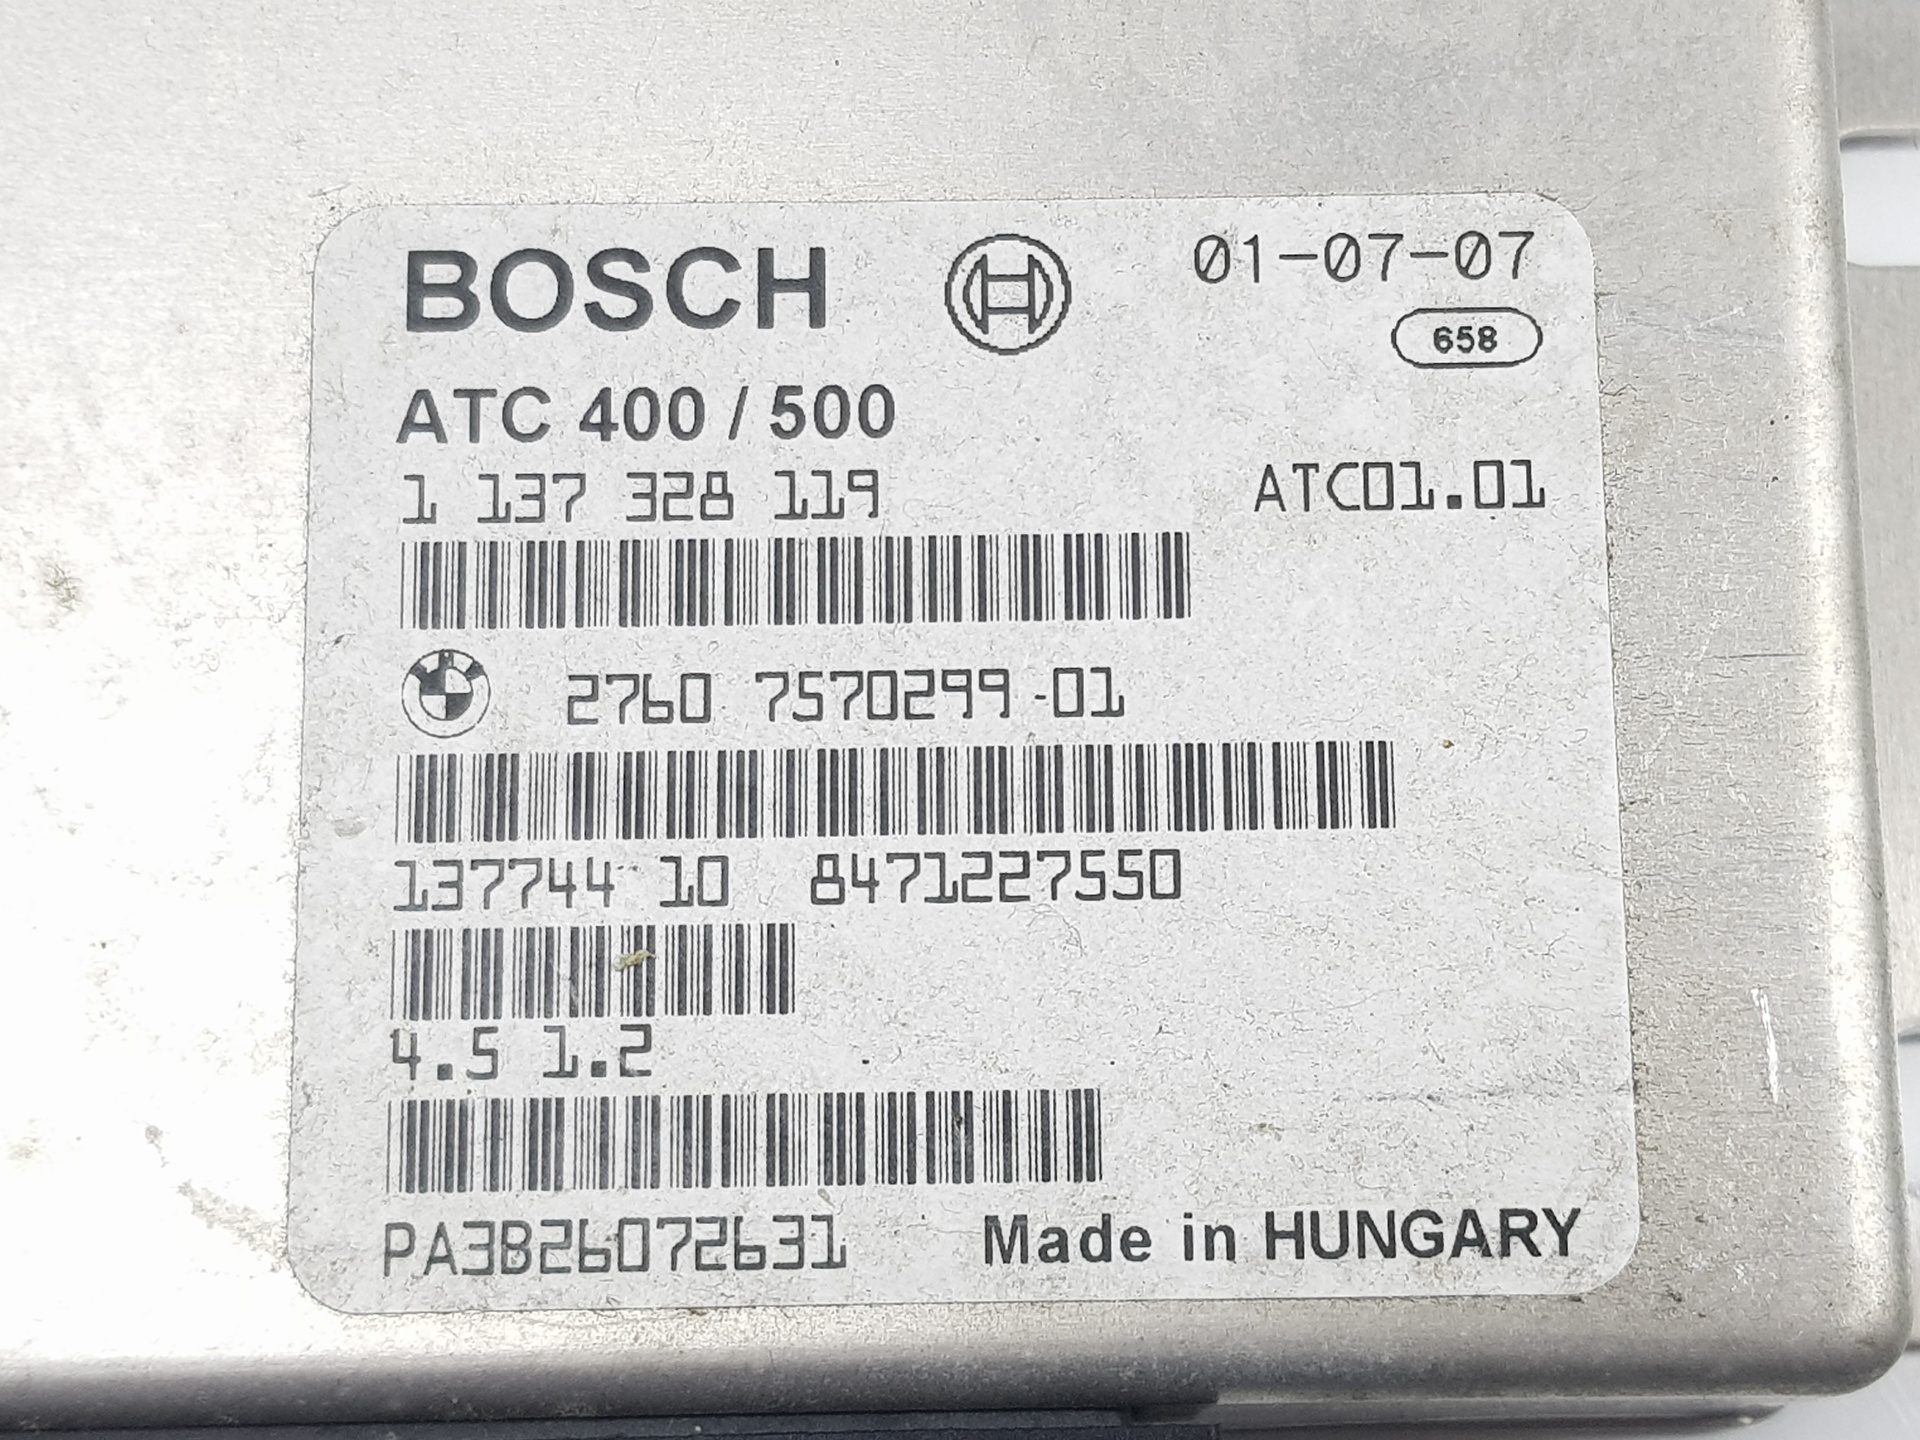 BOSCH 01-07-07
658
ATC 400 / 500
1 137 328 119 ATC01.01
2760 7570299-01
137744 10 8471227550
4.5 1.2
PA3B26072631 Made in HUNGARY